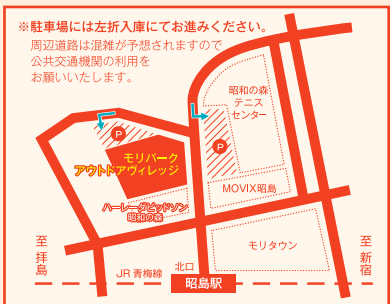 ※駐車場には左折入庫にてお進みください。
周辺道路は混雑が予想されますので
公共交通機関の利用を
お願いいたします。
昭和の森
テニス
センター
P
P
モリパーク
アウトドアヴィレッジ
MOVIX昭島
ハーレーダビッドソン
昭和の森
モリタウン
至拝島
至新宿
北口
JR青梅線
昭島駅